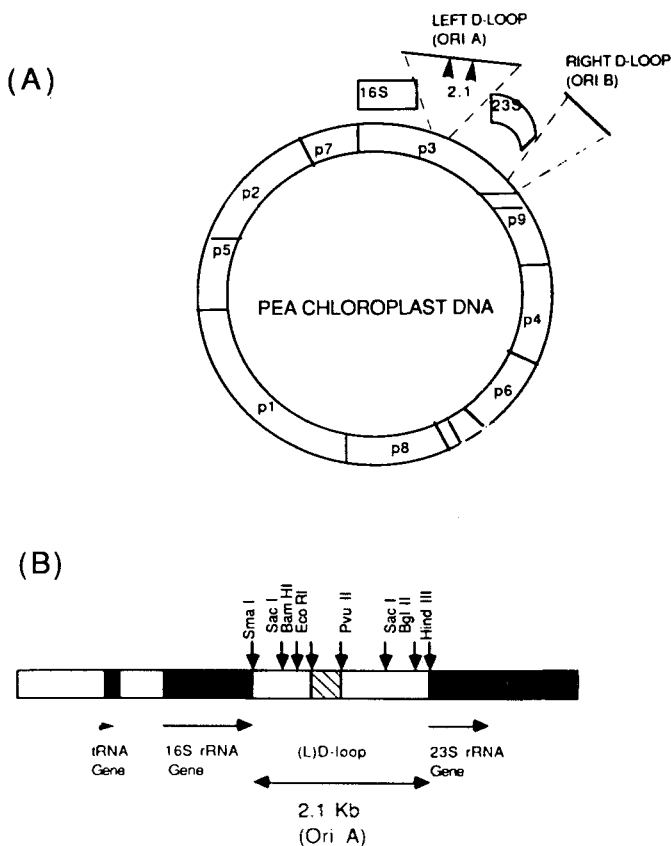 (A)
LEFT D-LOOP
(ORI A)
RIGHT D-LOOP
(ORI B)
2.1
16S
23S
p7
p3
p2
p9
p5
PEA CHLOROPLAST DNA
p4
p6
p1
p8
(B)
Sma I
Sac I
Bam HI
Eco RI
Pvu II
Sac I
Bgl II
Hind III
tRNA
Gene
16S rRNA
Gene
(L)D-loop
23S rRNA
Gene
2.1 Kb
(Ori A)